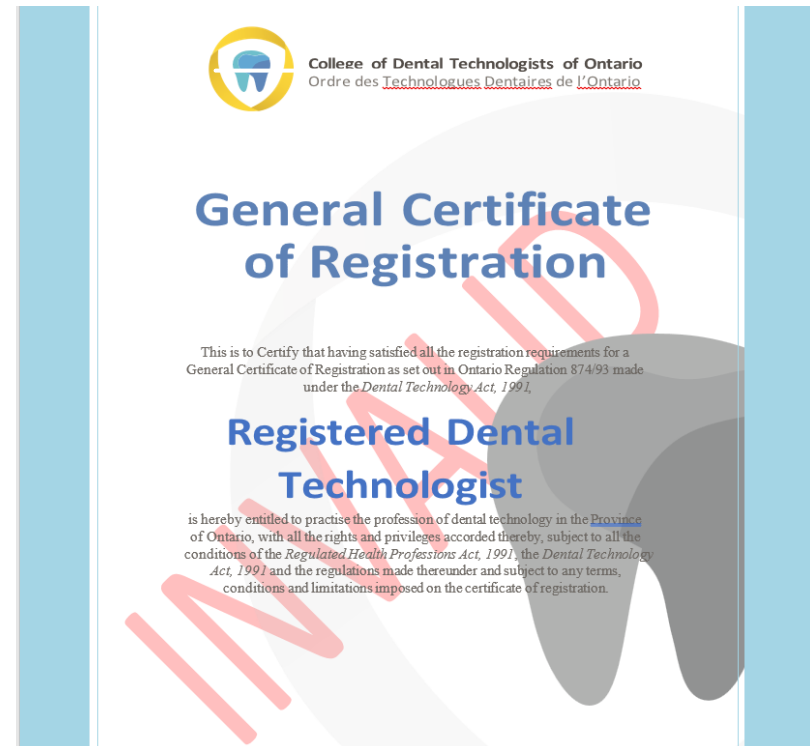 College of Dental Technologists of Ontario
Ordre des Technologues Dentaires de l'Ontario
General Certificate
of Registration
This is to Certify that having satisfied all the registration requirements for a
General Certificate of Registration as set out in Ontario Regulation 874/93 made
under the Dental Technology Act, 1991,
Registered Dental
Technologist
is hereby entitled to practise the profession of dental technology in the Province
of Ontario, with all the rights and privileges accorded thereby, subject to all the
conditions of the Regulated Health Professions Act, 1991, the Dental Technology
Act, 1991 and the regulations made thereunder and subject to any terms,
conditions and limitations imposed on the certificate of registration.
INVALID